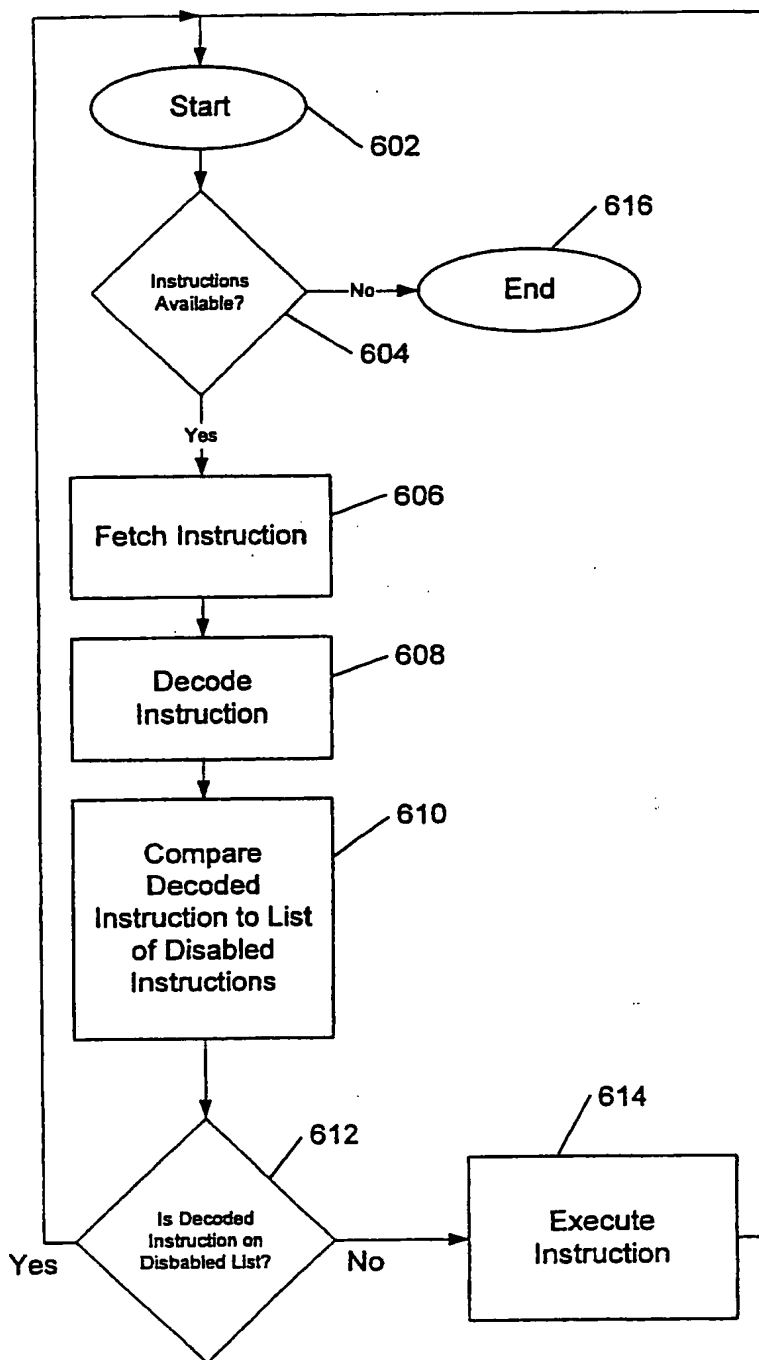 Start
602
616
Instructions
Available?
No
End
604
Yes
606
Fetch Instruction
608
Decode
Instruction
610
Compare
Decoded
Instruction to List
of Disabled
Instructions
612
614
Is Decoded
Instruction on
Disbabled List?
Yes
No
Execute
Instruction